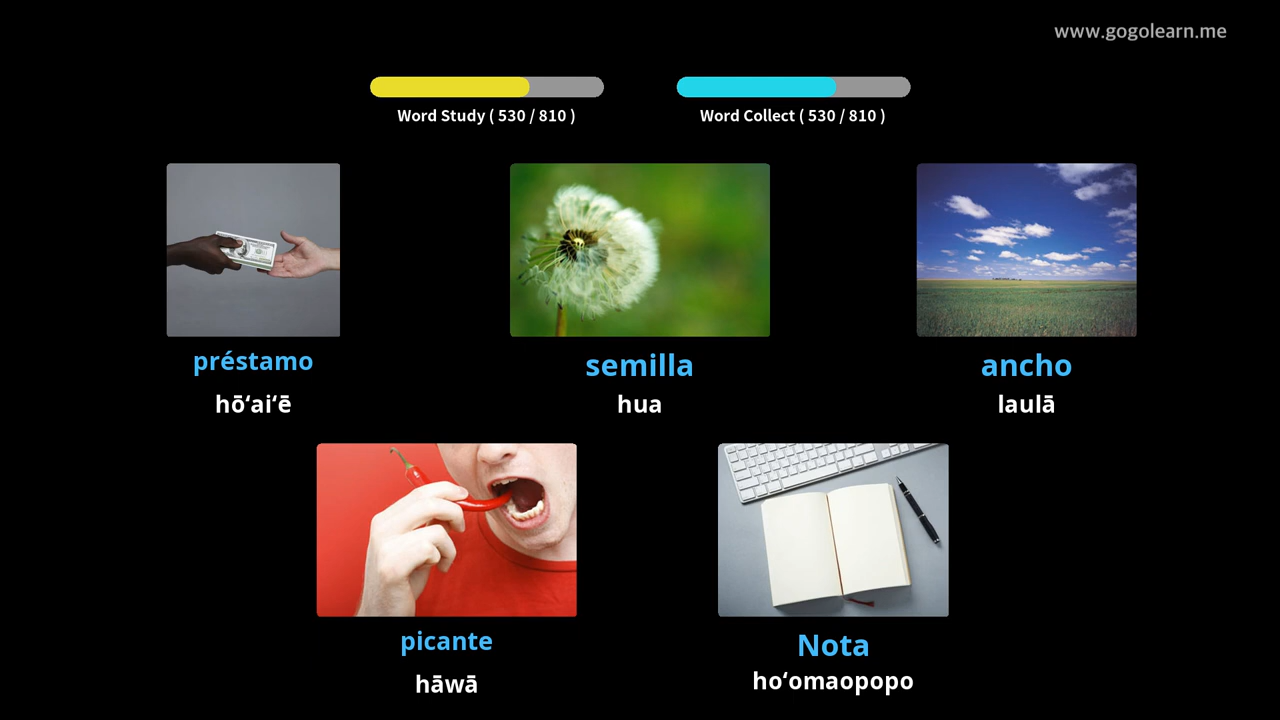 www.gogolearn.me
Word Study ( 530 / 810 )
Word Collect ( 530 / 810 )
préstamo
hōʻaiʻē
semilla
hua
ancho
laulā
picante
hāwā
Nota
hoʻomaopopo